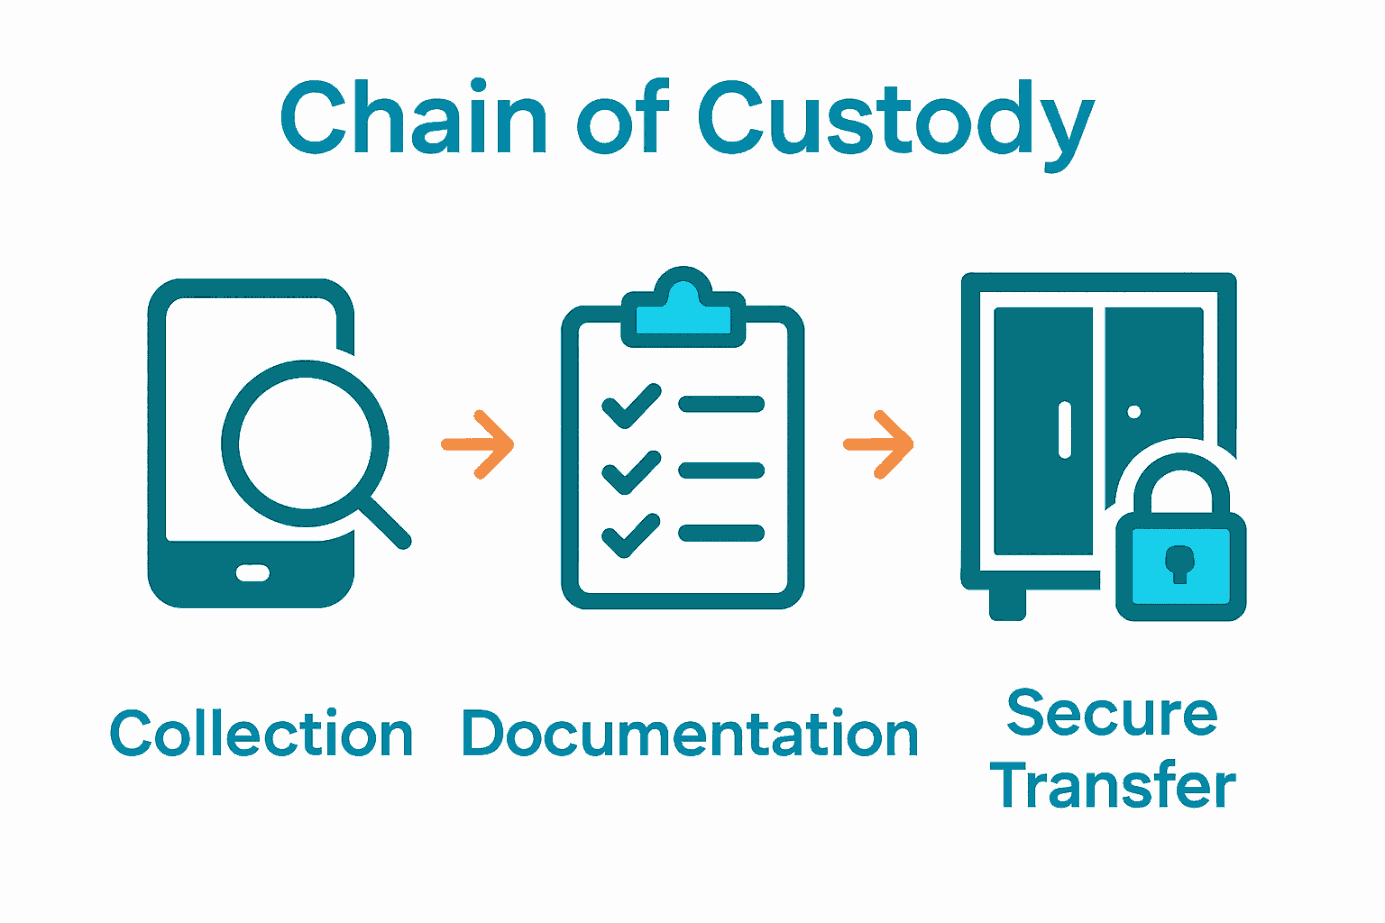 Chain of Custody
Collection
Documentation
Secure
Transfer